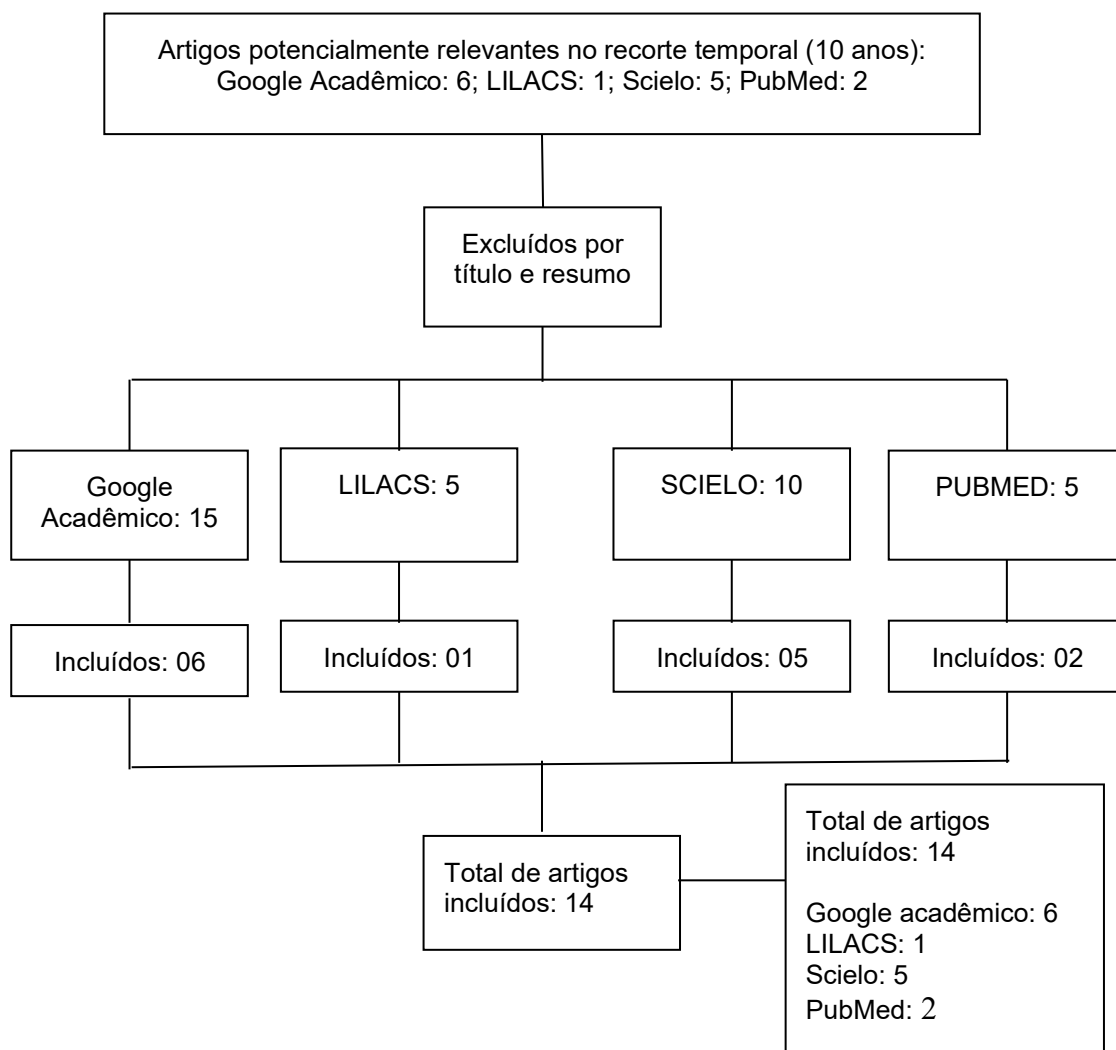 Artigos potencialmente relevantes no recorte temporal (10 anos):
Google Acadêmico: 6; LILACS: 1; Scielo: 5; PubMed: 2
Excluídos por
título e resumo
Google
Acadêmico: 15
LILACS: 5
SCIELO: 10
PUBMED: 5
Incluídos: 06
Incluídos: 01
Incluídos: 05
Incluídos: 02
Total de artigos
incluídos: 14
Total de artigos
incluídos: 14
Google acadêmico: 6
LILACS: 1
Scielo: 5
PubMed: 2